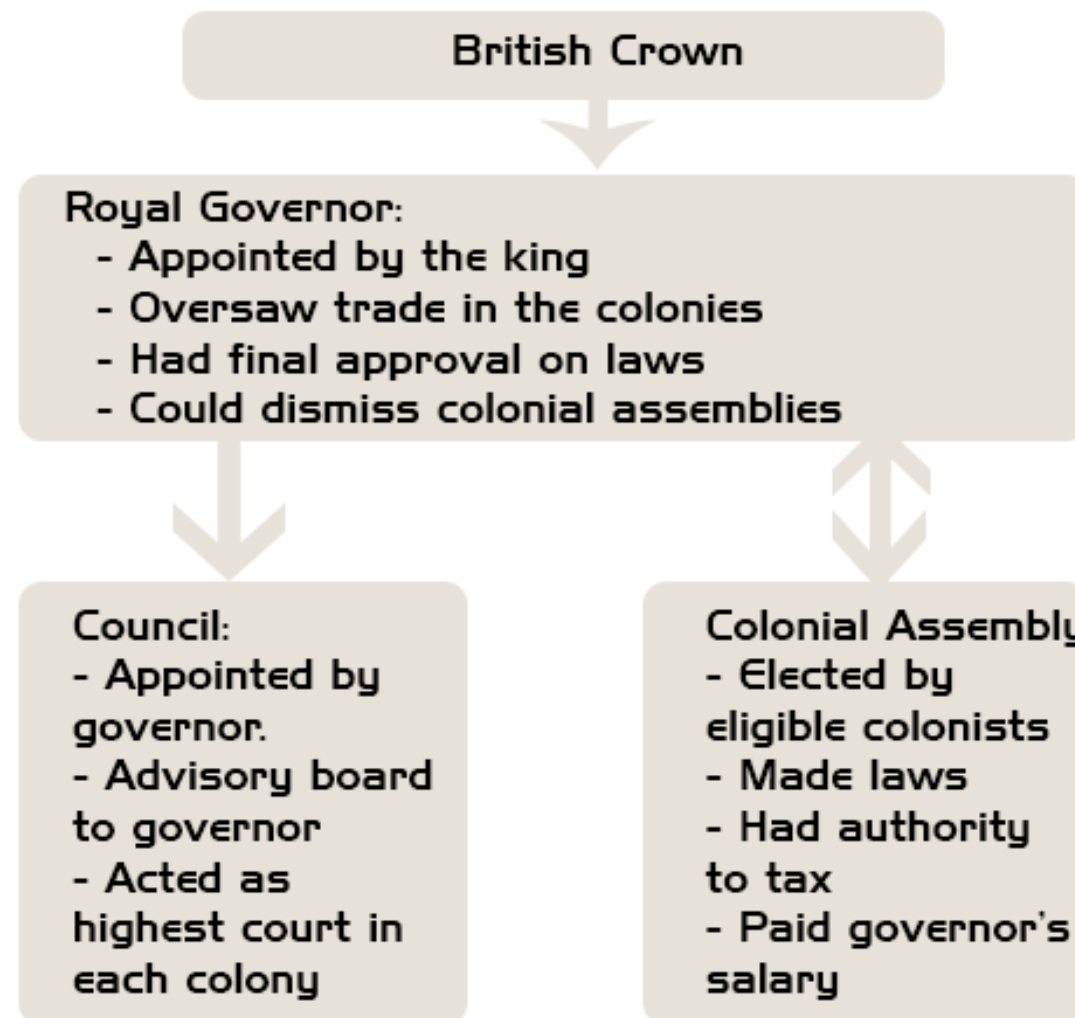 British Crown
Royal Governor:
- Appointed by the king
- Oversaw trade in the colonies
- Had final approval on laws
- Could dismiss colonial assemblies
Council:
- Appointed by
governor.
- Advisory board
to governor
- Acted as
highest court in
each colony
Colonial Assembly
- Elected by
eligible colonists
- Made laws
- Had authority
to tax
- Paid governor's
salary